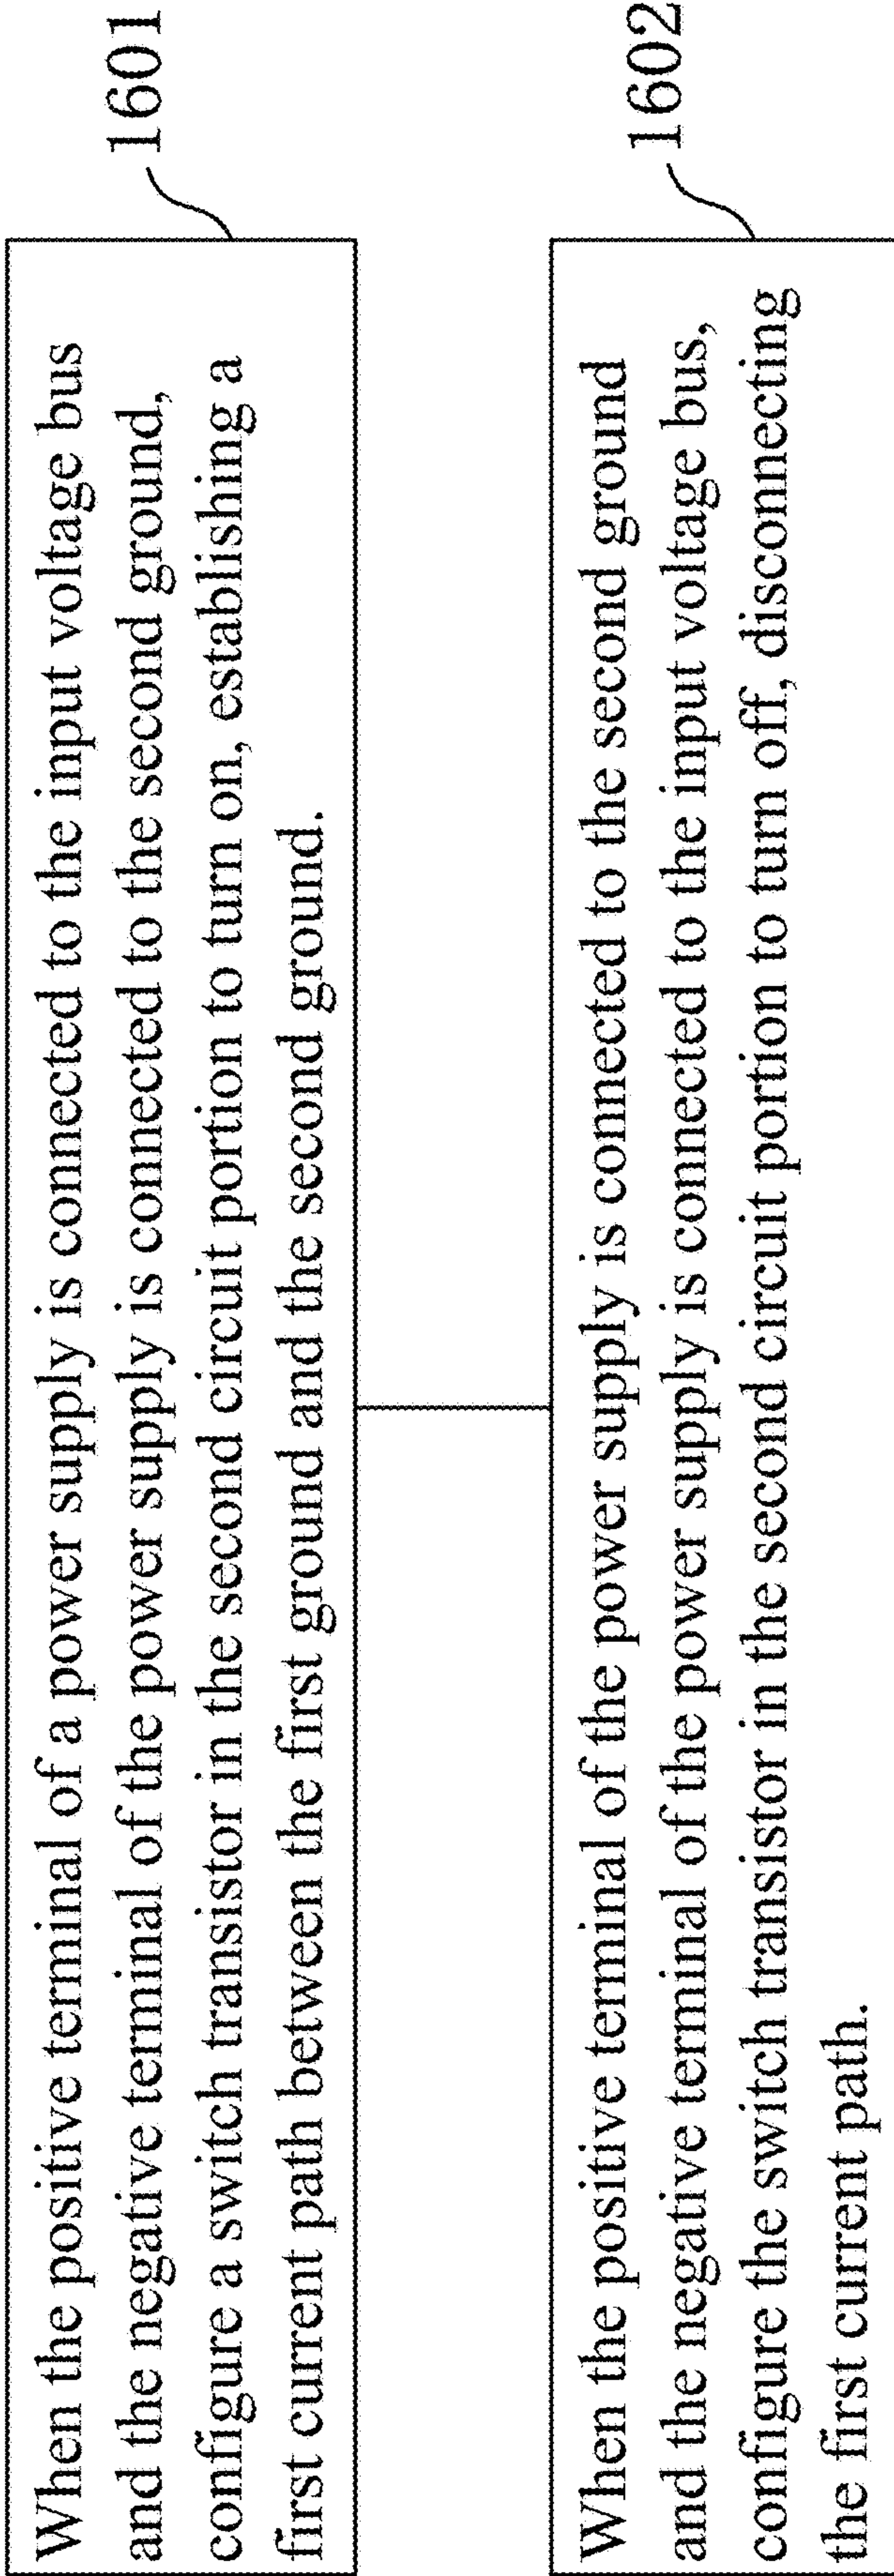 1601
When the positive terminal of a power supply is connected to the input voltage bus
and the negative terminal of the power supply is connected to the second ground,
configure a switch transistor in the second circuit portion to turn on, establishing a
first current path between the first ground and the second ground.
1602
When the positive terminal of the power supply is connected to the second ground
and the negative terminal of the power supply is connected to the input voltage bus,
configure the switch transistor in the second circuit portion to turn off, disconnecting
the first current path.